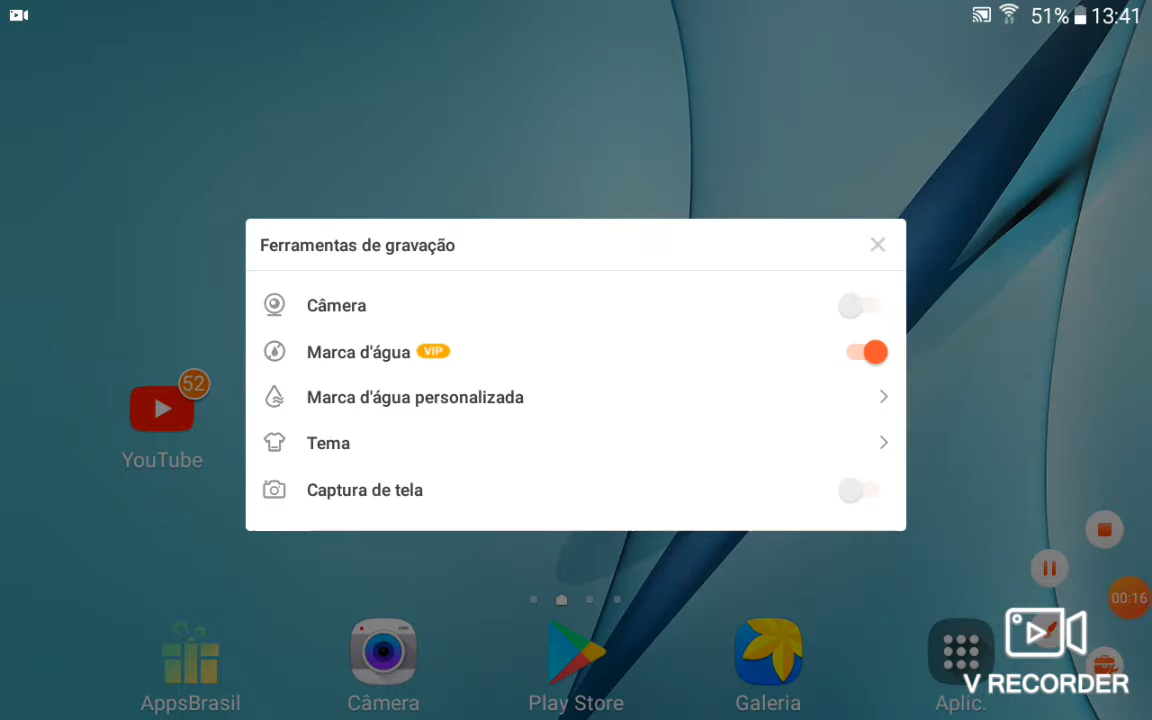 51% 13:41
Ferramentas de gravação
Câmera
Marca d'água VIP
Marca d'água personalizada
Tema
Captura de tela
52
YouTube
00:16
V RECORDER
AppsBrasil Câmera Play Store Galeria Aplic.